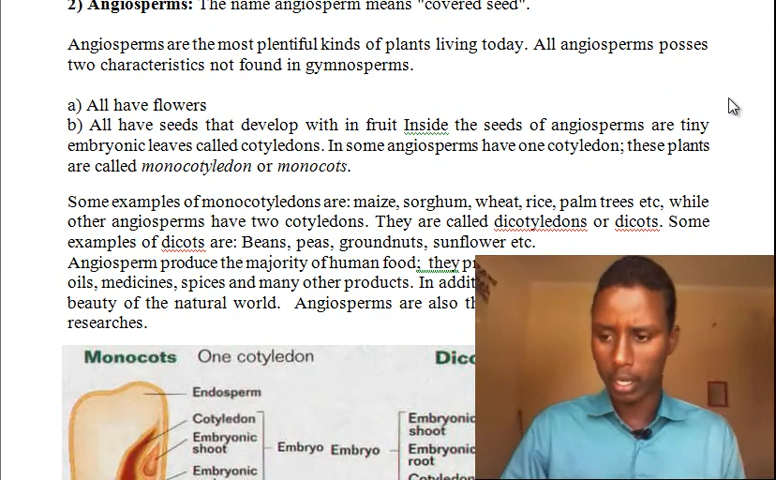 2) Angiosperms: The name angiosperm means "covered seed".
Angiosperms are the most plentiful kinds of plants living today. All angiosperms posses
two characteristics not found in gymnosperms.
a) All have flowers
b) All have seeds that develop with in fruit Inside the seeds of angiosperms are tiny
embryonic leaves called cotyledons. In some angiosperms have one cotyledon; these plants
are called monocotyledon or monocots.
Some examples of monocotyledons are: maize, sorghum, wheat, rice, palm trees etc, while
other angiosperms have two cotyledons. They are called dicotyledons or dicots. Some
examples of dicots are: Beans, peas, groundnuts, sunflower etc.
Angiosperm produce the majority of human food; they
oils, medicines, spices and many other products. In
beauty of the natural world. Angiosperms are also
researches.
Monocots One cotyledon
Endosperm
Cotyledon
Embryonic
shoot
Embryo Embryo
Embryonic
Embryonic
shoot
Embryonic
root